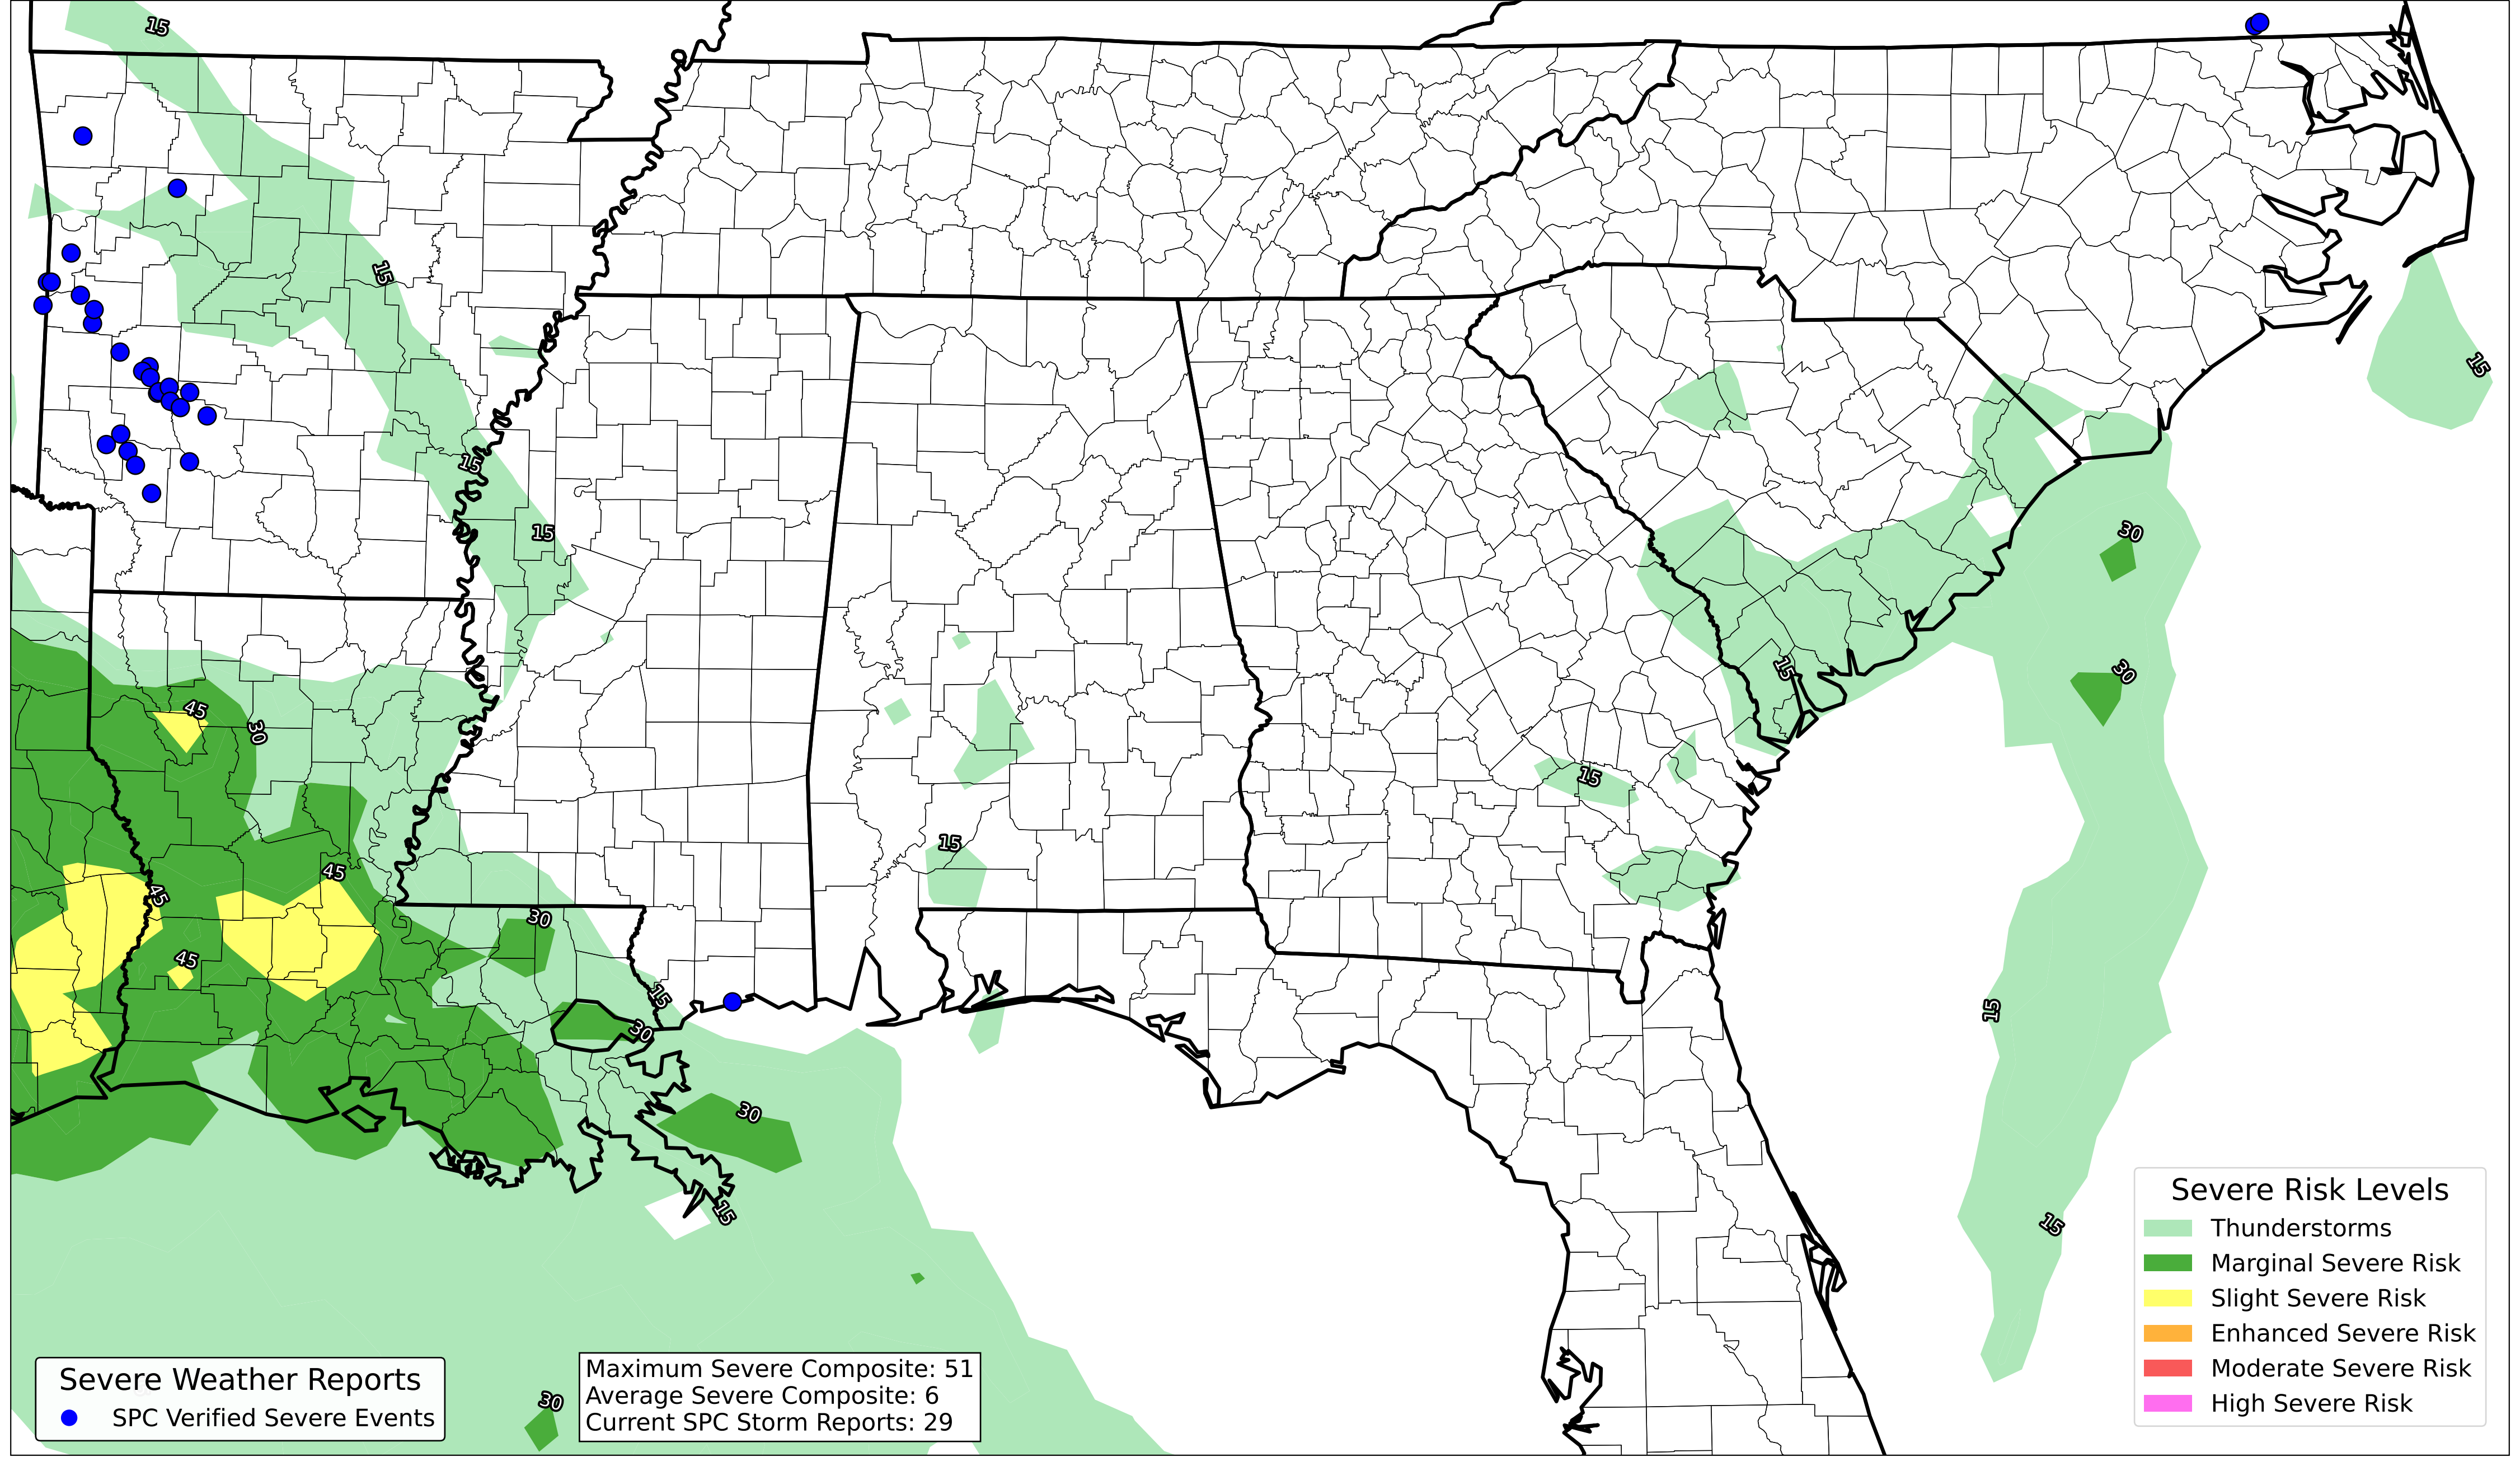 15
15
15
15
15
30
30
15
45
30
15
15
45
45
30
15
15
30
30
15
15
30
Severe Weather Reports
SPC Verified Severe Events
Maximum Severe Composite: 51
Average Severe Composite: 6
Current SPC Storm Reports: 29
Severe Risk Levels
Thunderstorms
Marginal Severe Risk
Slight Severe Risk
Enhanced Severe Risk
Moderate Severe Risk
High Severe Risk